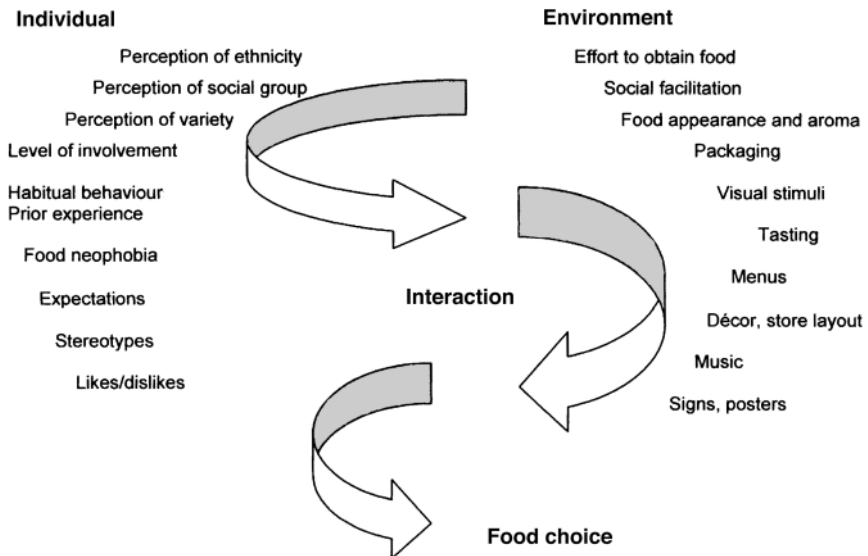 Individual
Perception of ethnicity
Perception of social group
Perception of variety
Level of involvement
Habitual behaviour
Prior experience
Food neophobia
Expectations
Stereotypes
Likes/dislikes
Environment
Effort to obtain food
Social facilitation
Food appearance and aroma
Packaging
Visual stimuli
Tasting
Menus
Décor, store layout
Music
Signs, posters
Interaction
Food choice